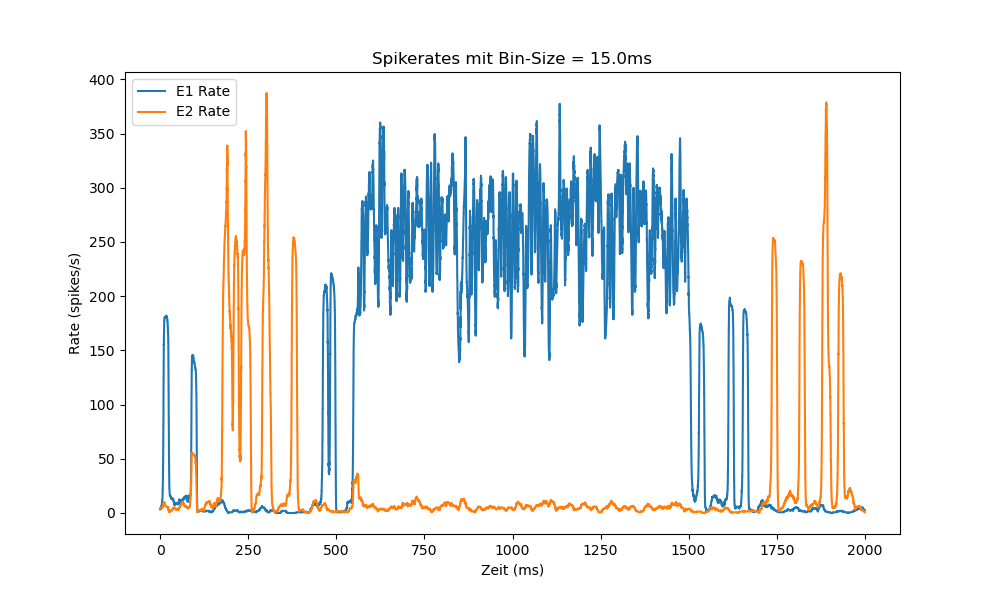 Spikerates mit Bin-Size = 15.0ms
E1 Rate
E2 Rate
Rate (spikes/s)
400
350
300
250
200
150
100
50
0
0 250 500 750 1000 1250 1500 1750 2000
Zeit (ms)